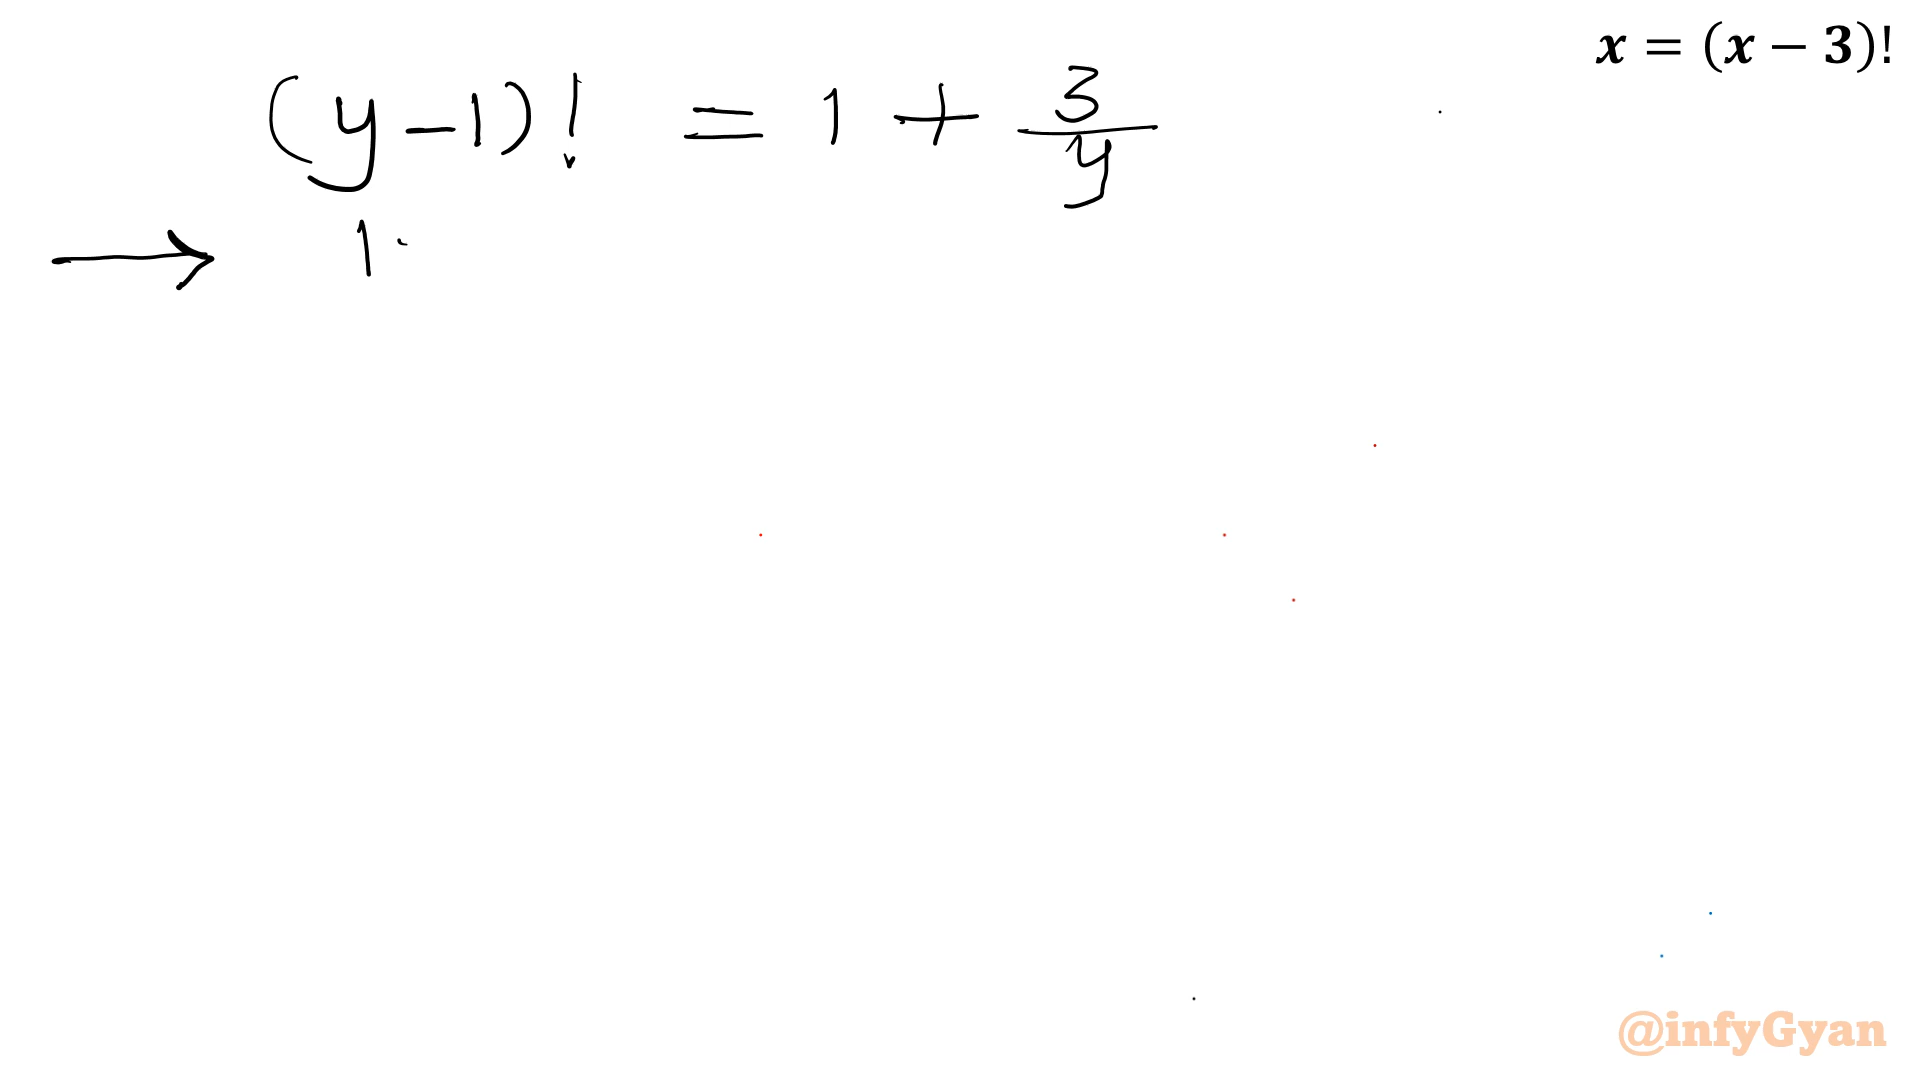 x = (x − 3)!
(y − 1)! = 1 + 3/y
→ 1 ·
@infyGyan